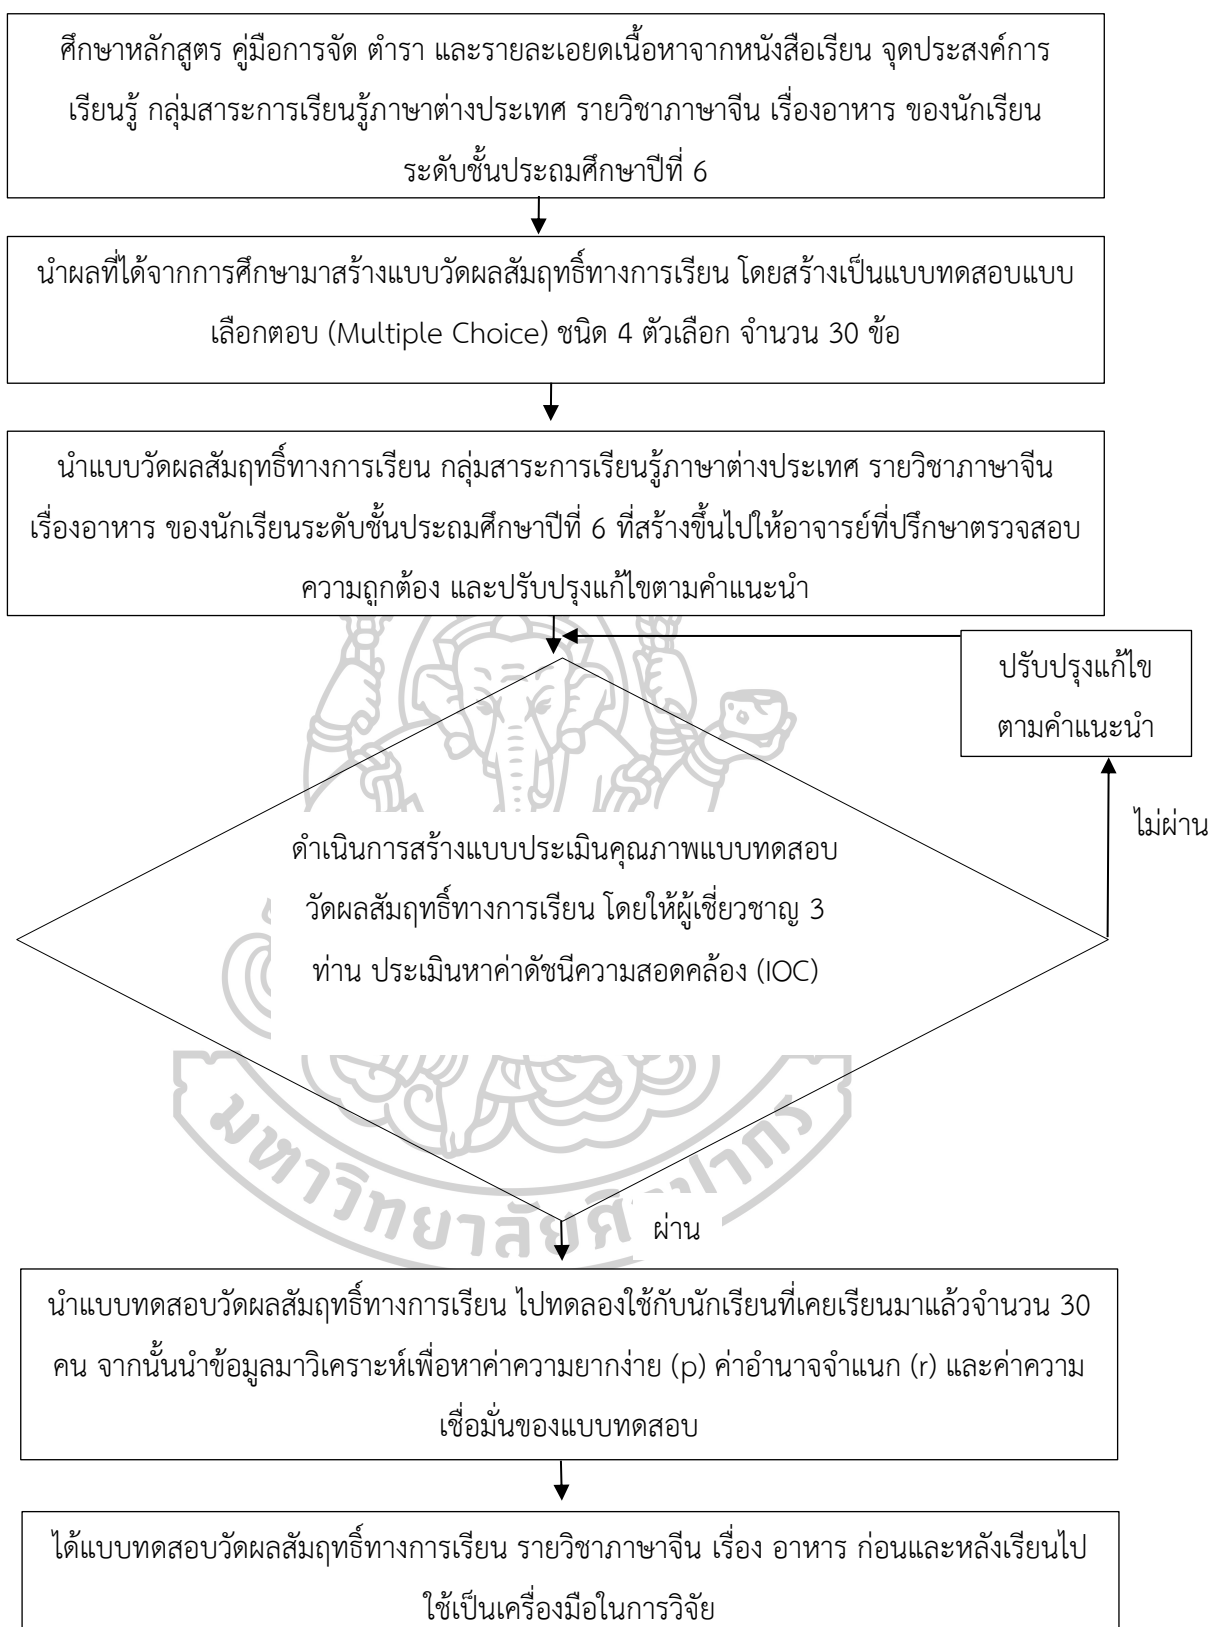 ศึกษาหลักสูตร คู่มือการจัด ตำรา และรายละเอยดเนื้อหาจากหนังสือเรียน จุดประสงค์การ
เรียนรู้ กลุ่มสาระการเรียนรู้ภาษาต่างประเทศ รายวิชาภาษาจีน เรื่องอาหาร ของนักเรียน
ระดับชั้นประถมศึกษาปีที่ 6
นำผลที่ได้จากการศึกษามาสร้างแบบวัดผลสัมฤทธิ์ทางการเรียน โดยสร้างเป็นแบบทดสอบแบบ
เลือกตอบ (Multiple Choice) ชนิด 4 ตัวเลือก จำนวน 30 ข้อ
นำแบบวัดผลสัมฤทธิ์ทางการเรียน กลุ่มสาระการเรียนรู้ภาษาต่างประเทศ รายวิชาภาษาจีน
เรื่องอาหาร ของนักเรียนระดับชั้นประถมศึกษาปีที่ 6 ที่สร้างขึ้นไปให้อาจารย์ที่ปรึกษาตรวจสอบ
ความถูกต้อง และปรับปรุงแก้ไขตามคำแนะนำ
ปรับปรุงแก้ไข
ตามคำแนะนำ
ไม่ผ่าน
ดำเนินการสร้างแบบประเมินคุณภาพแบบทดสอบ
วัดผลสัมฤทธิ์ทางการเรียน โดยให้ผู้เชี่ยวชาญ 3
ท่าน ประเมินหาค่าดัชนีความสอดคล้อง (IOC)
มหาวิทยาลัยศิลปากร
ผ่าน
นำแบบทดสอบวัดผลสัมฤทธิ์ทางการเรียน ไปทดลองใช้กับนักเรียนที่เคยเรียนมาแล้วจำนวน 30
คน จากนั้นนำข้อมูลมาวิเคราะห์เพื่อหาค่าความยากง่าย (p) ค่าอำนาจจำแนก (r) และค่าความ
เชื่อมั่นของแบบทดสอบ
ได้แบบทดสอบวัดผลสัมฤทธิ์ทางการเรียน รายวิชาภาษาจีน เรื่อง อาหาร ก่อนและหลังเรียนไป
ใช้เป็นเครื่องมือในการวิจัย